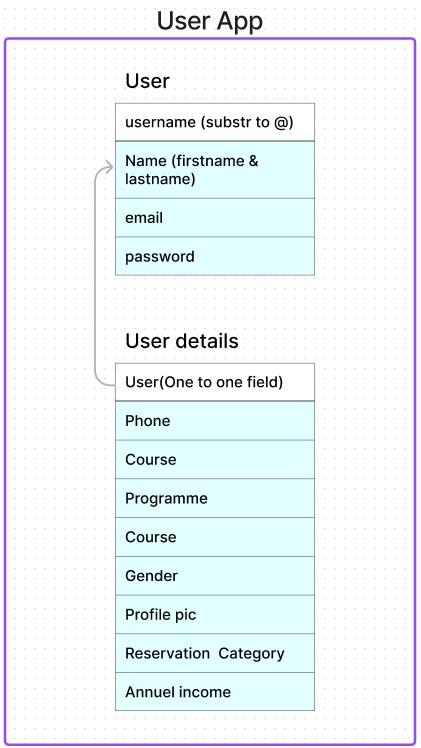 User App
User
username (substr to @)
Name (firstname &
lastname)
email
password
User details
User(One to one field)
Phone
Course
Programme
Course
Gender
Profile pic
Reservation  Category
Annuel income